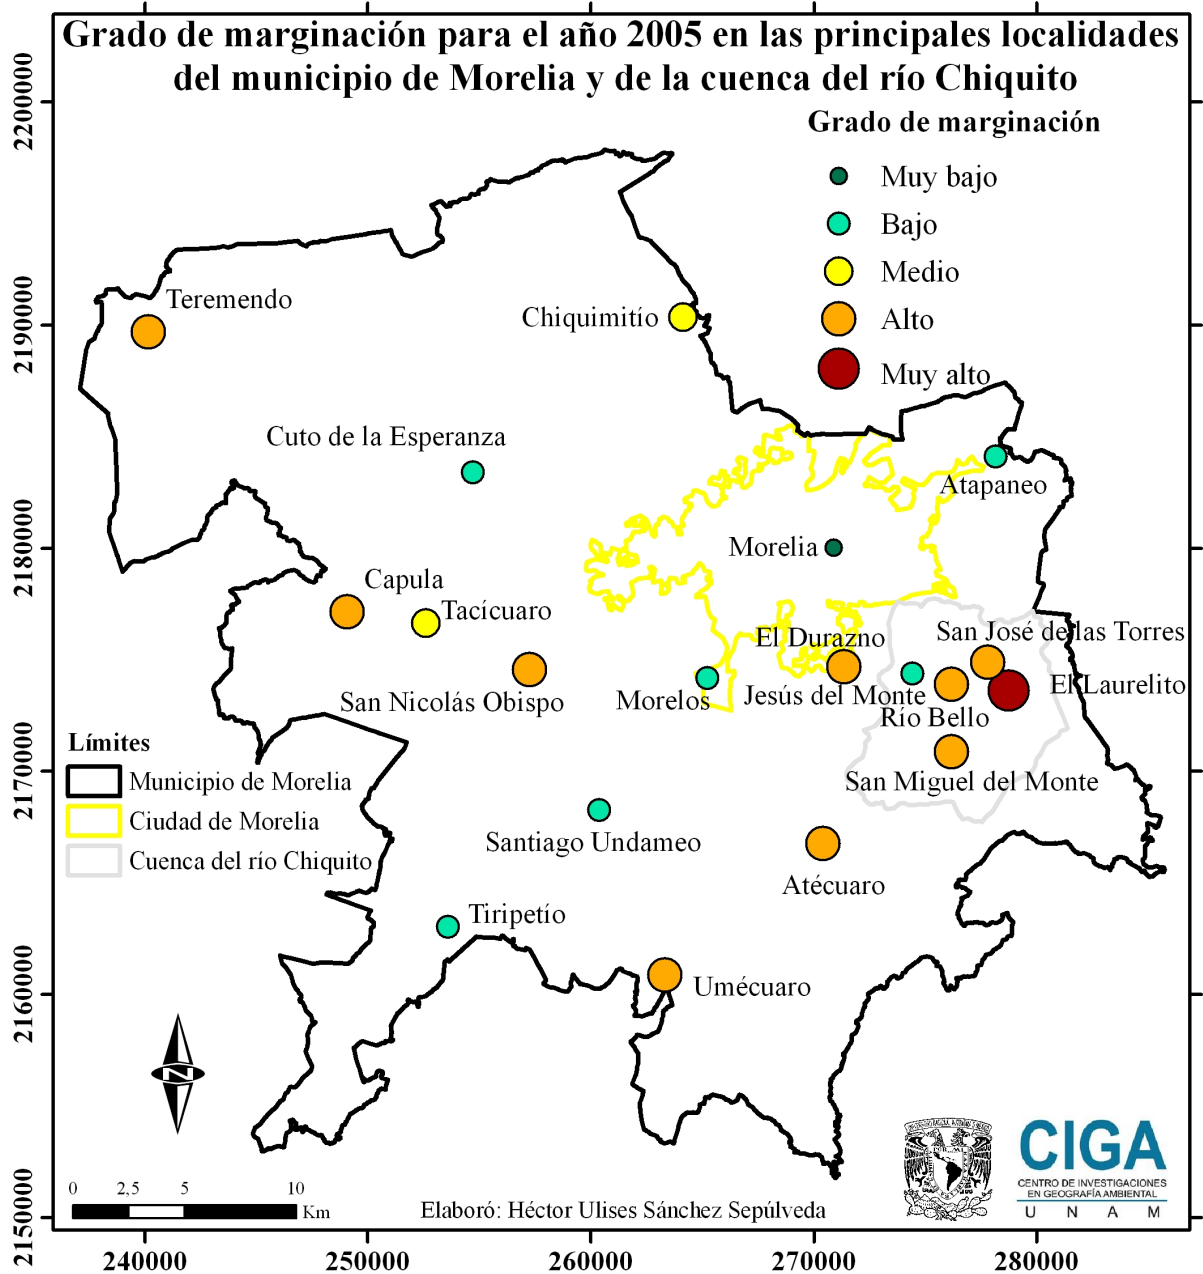 Grado de marginación para el año 2005 en las principales localidades
del municipio de Morelia y de la cuenca del río Chiquito
Grado de marginación
Muy bajo
Bajo
Medio
Alto
Muy alto
Teremendo
Chiquimitío
Cuto de la Esperanza
Atapaneo
Morelia
Capula
Tacícuaro
El Durazno
San José de las Torres
San Nicolás Obispo
Morelos
Jesús del Monte
El Laurelito
Río Bello
San Miguel del Monte
Santiago Undameo
Atécuaro
Tiripetío
Umécuaro
Límites
Municipio de Morelia
Ciudad de Morelia
Cuenca del río Chiquito
N
0 2,5 5 10
Km
Elaboró: Héctor Ulises Sánchez Sepúlveda
CIGA
CENTRO DE INVESTIGACIONES
EN GEOGRAFÍA AMBIENTAL
U N A M
2200000
2190000
2180000
2170000
2160000
2150000
240000 250000 260000 270000 280000